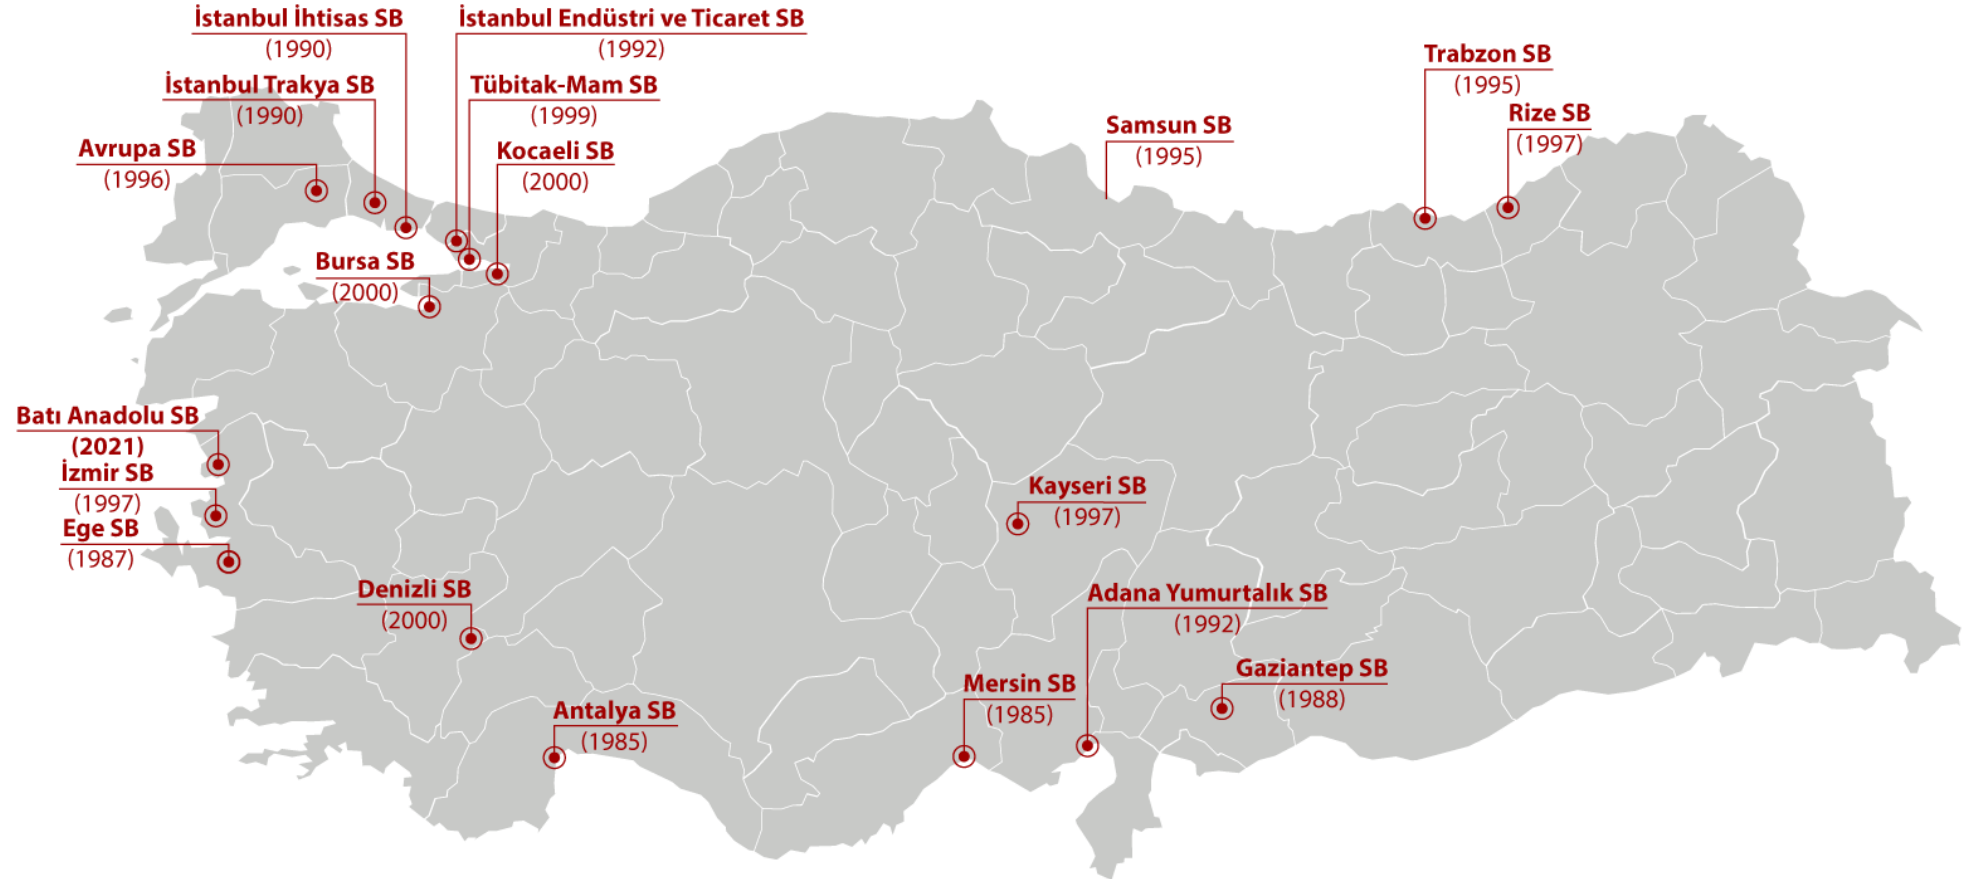 İstanbul İhtisas SB
(1990)
İstanbul Endüstri ve Ticaret SB
(1992)
İstanbul Trakya SB
(1990)
Tübitak-Mam SB
(1999)
Avrupa SB
(1996)
Kocaeli SB
(2000)
Trabzon SB
(1995)
Rize SB
(1997)
Samsun SB
(1995)
Bursa SB
(2000)
Batı Anadolu SB
(2021)
İzmir SB
(1997)
Ege SB
(1987)
Kayseri SB
(1997)
Denizli SB
(2000)
Adana Yumurtalık SB
(1992)
Gaziantep SB
(1988)
Mersin SB
(1985)
Antalya SB
(1985)